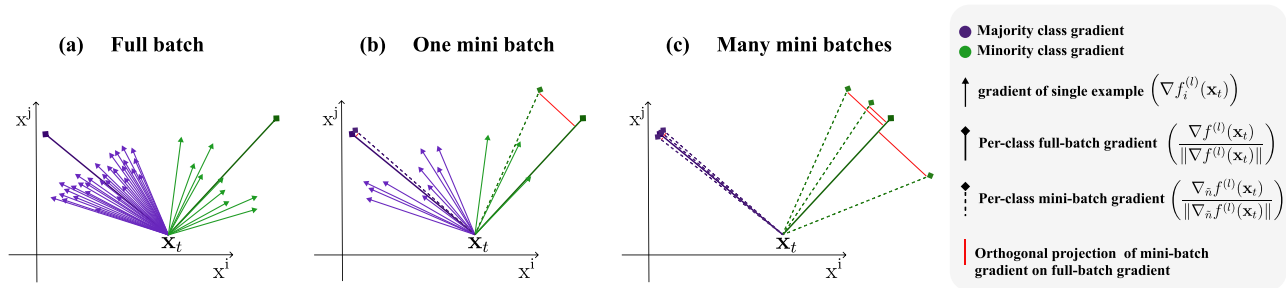 (a) Full batch
x^j
x_t
x^i
(b) One mini batch
x^j
x_t
x^i
(c) Many mini batches
x^j
x_t
x^i
Majority class gradient
Minority class gradient
gradient of single example (∇f_i^{(l)}(x_t))
Per-class full-batch gradient (∇f^{(l)}(x_t) / ‖∇f^{(l)}(x_t)‖)
Per-class mini-batch gradient (∇_ñ f^{(l)}(x_t) / ‖∇_ñ f^{(l)}(x_t)‖)
Orthogonal projection of mini-batch
gradient on full-batch gradient